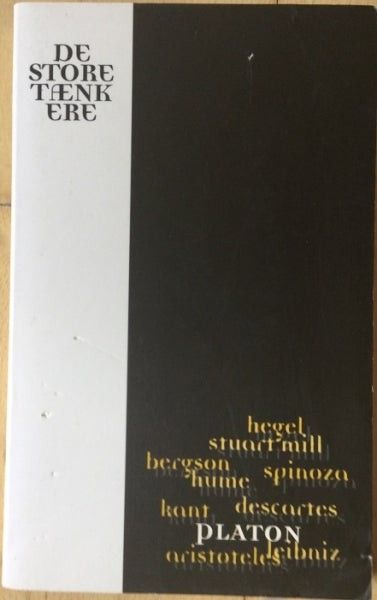 DE
STORE
TÆNK
ERE
hegel
stuart mill
bergson spinoza
hume
kant descartes
PLATON
leibniz
aristoteles